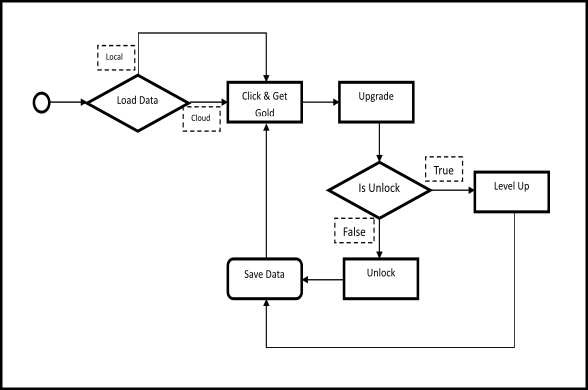 Local
Load Data
Cloud
Click & Get
Gold
Upgrade
Is Unlock
True
Level Up
False
Save Data
Unlock